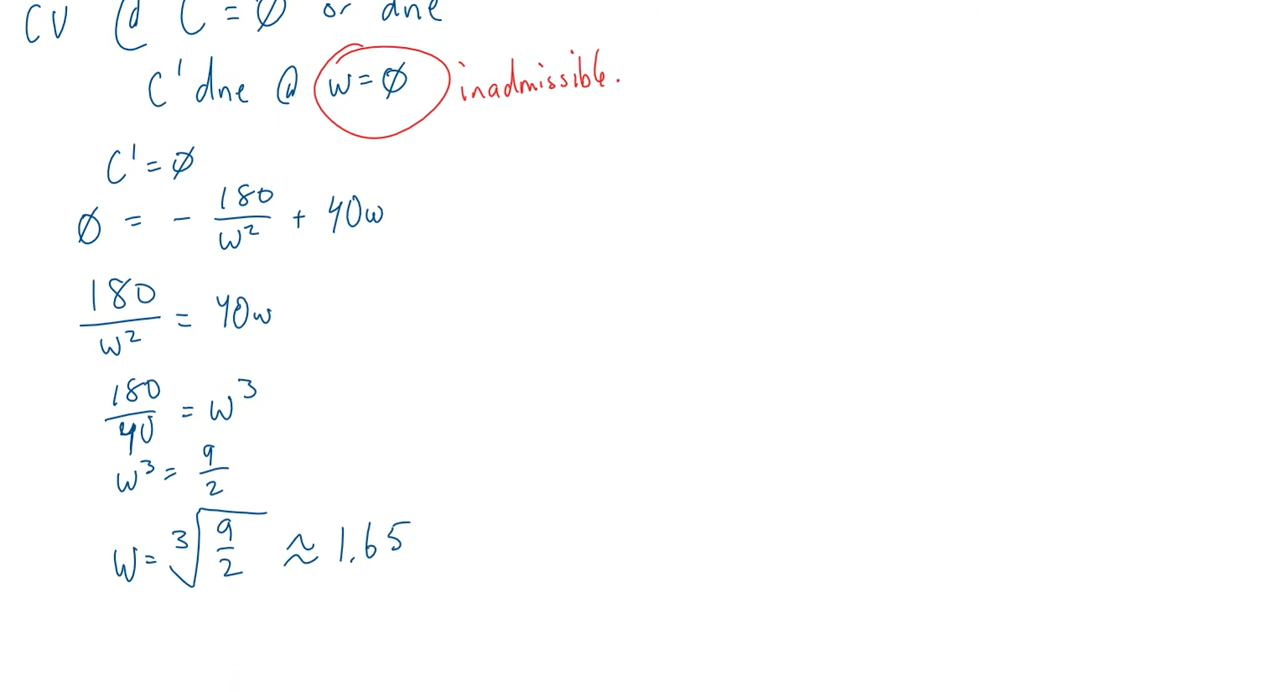 CV @ C = Ø or dne
C' dne @ w = Ø inadmissible.
C' = Ø
Ø = - 180/w² + 40w
180/w² = 40w
180/40 = w³
w³ = 9/2
w = ³√(9/2) ≈ 1.65